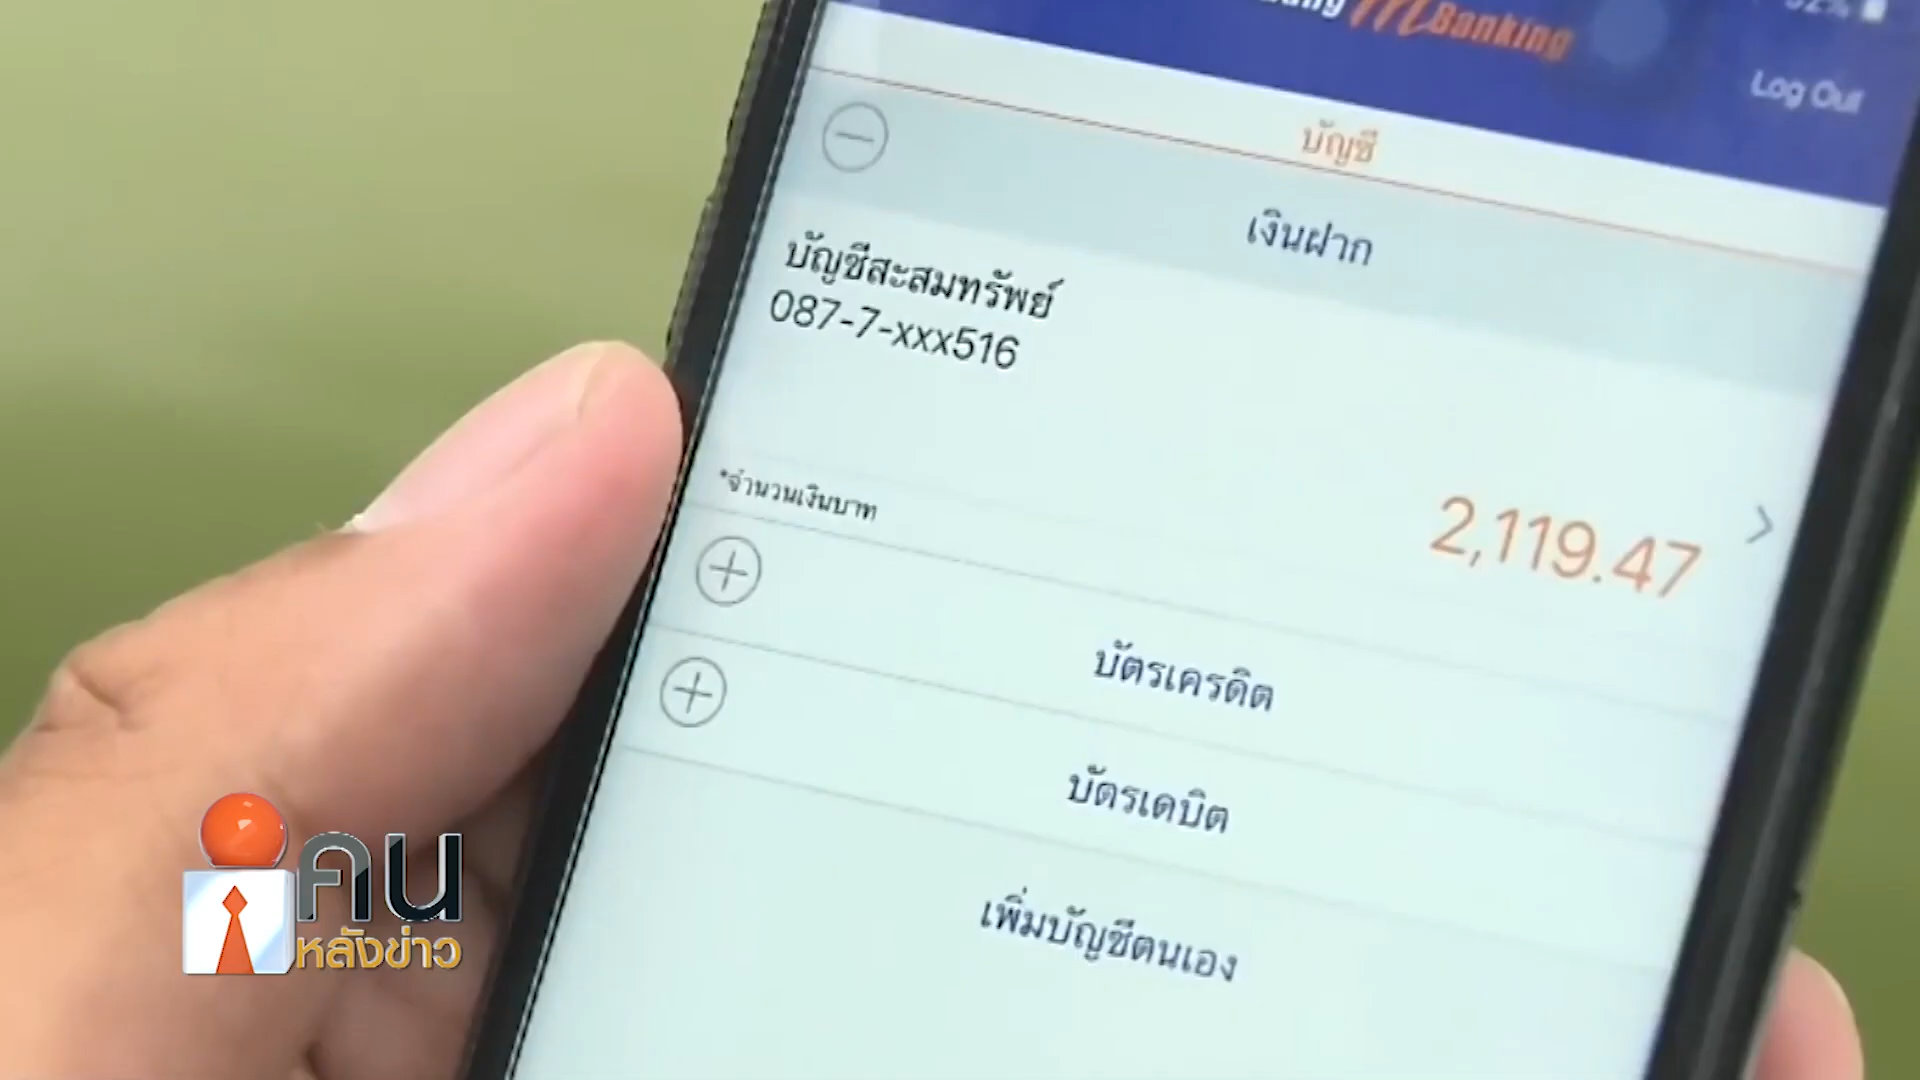 Banking
Log Out
บัญชี
เงินฝาก
บัญชีสะสมทรัพย์
087-7-xxx516
2,119.47
*จำนวนเงินบาท
บัตรเครดิต
บัตรเดบิต
เพิ่มบัญชีตนเอง
คน
หลังข่าว